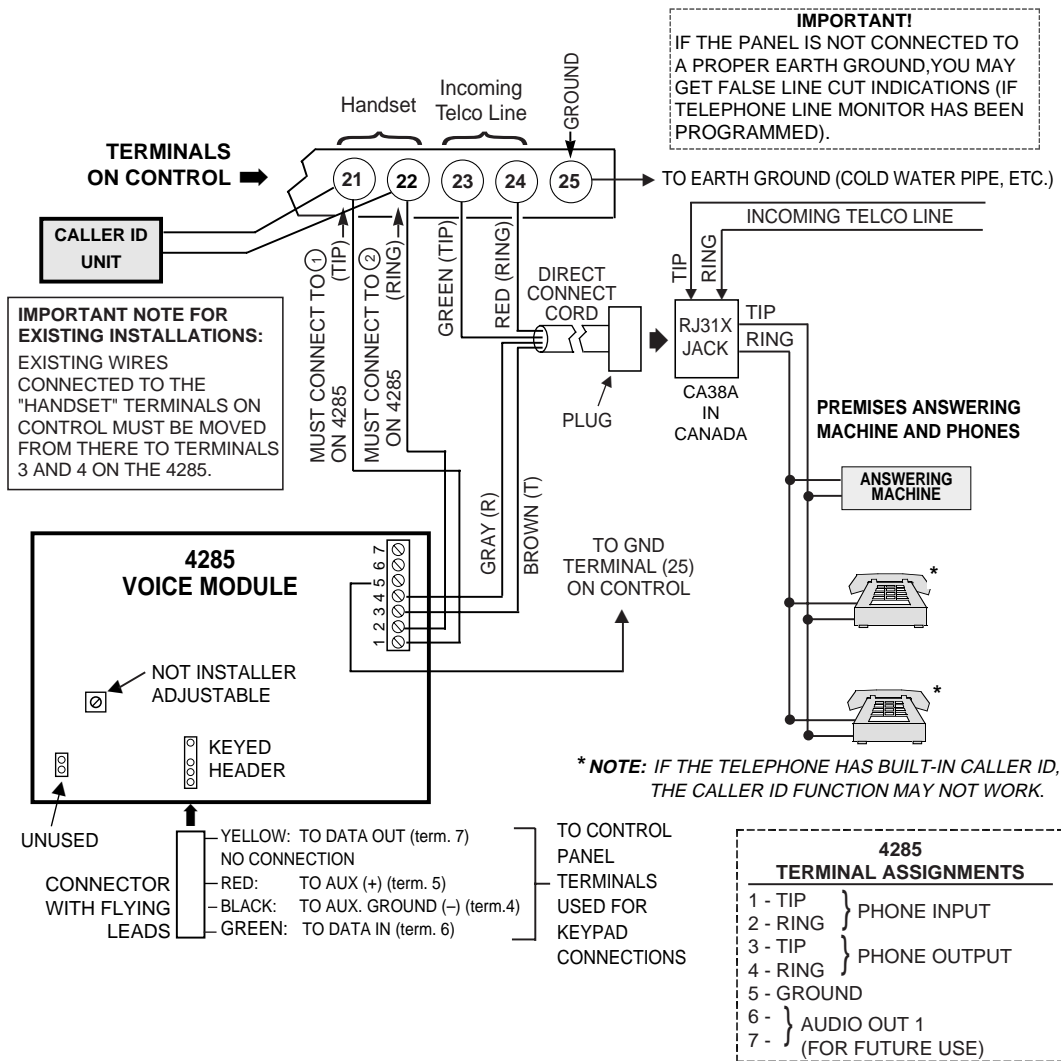 IMPORTANT!
IF THE PANEL IS NOT CONNECTED TO
A PROPER EARTH GROUND,YOU MAY
GET FALSE LINE CUT INDICATIONS (IF
TELEPHONE LINE MONITOR HAS BEEN
PROGRAMMED).
Handset
Incoming
Telco Line
GROUND
TERMINALS
ON CONTROL
21
22
23
24
25
TO EARTH GROUND (COLD WATER PIPE, ETC.)
CALLER ID
UNIT
INCOMING TELCO LINE
TIP
RING
MUST CONNECT TO 1
ON 4285
(TIP)
MUST CONNECT TO 2
ON 4285
(RING)
GREEN (TIP)
RED (RING)
DIRECT
CONNECT
CORD
PLUG
RJ31X
JACK
TIP
RING
CA38A
IN
CANADA
IMPORTANT NOTE FOR
EXISTING INSTALLATIONS:
EXISTING WIRES
CONNECTED TO THE
"HANDSET" TERMINALS ON
CONTROL MUST BE MOVED
FROM THERE TO TERMINALS
3 AND 4 ON THE 4285.
PREMISES ANSWERING
MACHINE AND PHONES
ANSWERING
MACHINE
GRAY (R)
BROWN (T)
4285
VOICE MODULE
7
6
5
4
3
2
1
TO GND
TERMINAL (25)
ON CONTROL
*
*
NOT INSTALLER
ADJUSTABLE
KEYED
HEADER
* NOTE: IF THE TELEPHONE HAS BUILT-IN CALLER ID,
THE CALLER ID FUNCTION MAY NOT WORK.
UNUSED
CONNECTOR
WITH FLYING
LEADS
YELLOW: TO DATA OUT (term. 7)
NO CONNECTION
RED: TO AUX (+) (term. 5)
BLACK: TO AUX. GROUND (–) (term.4)
GREEN: TO DATA IN (term. 6)
TO CONTROL
PANEL
TERMINALS
USED FOR
KEYPAD
CONNECTIONS
4285
TERMINAL ASSIGNMENTS
1 - TIP
2 - RING
PHONE INPUT
3 - TIP
4 - RING
PHONE OUTPUT
5 - GROUND
6 -
7 -
AUDIO OUT 1
(FOR FUTURE USE)